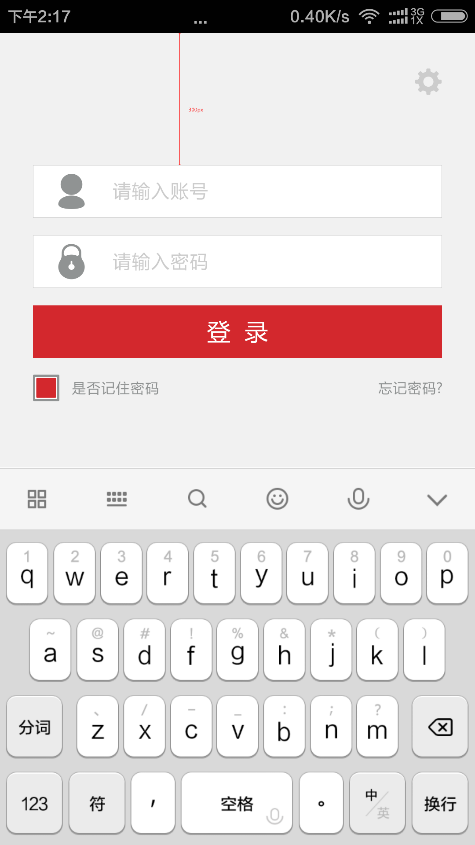 下午2:17 ... 0.40K/s 3G 1X
请输入账号
请输入密码
登 录
是否记住密码 忘记密码?
1 2 3 4 5 6 7 8 9 0
q w e r t y u i o p
~ @ # ! % & * ( )
a s d f g h j k l
、 / - _ : ; ?
分词 z x c v b n m
123 符 ， 空格 。 中/英 换行